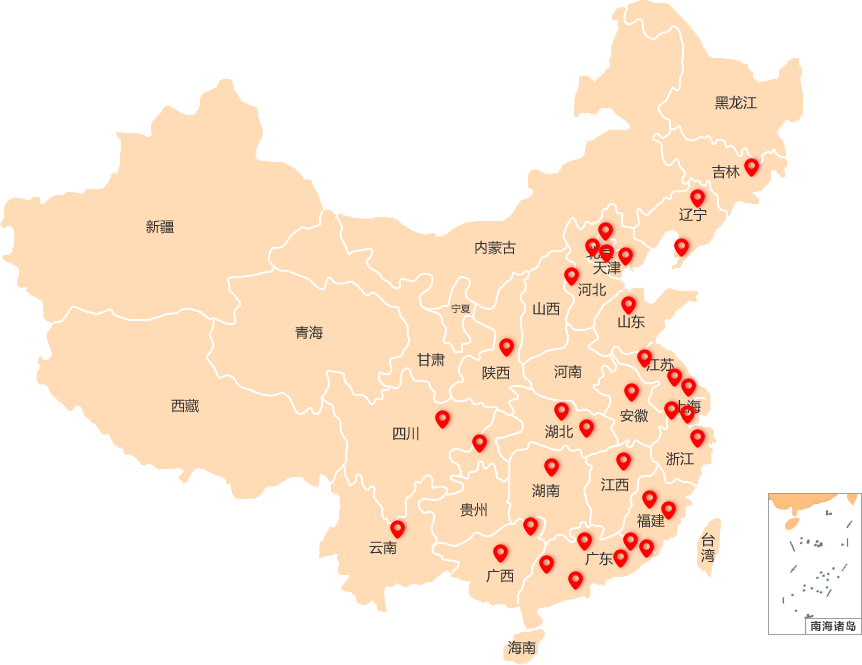 黑龙江
吉林
辽宁
新疆
内蒙古
北京
天津
河北
山西
宁夏
山东
青海
甘肃
陕西
河南
江苏
西藏
安徽
上海
四川
湖北
浙江
湖南
江西
贵州
福建
云南
台
湾
广西
广东
海南
南海诸岛